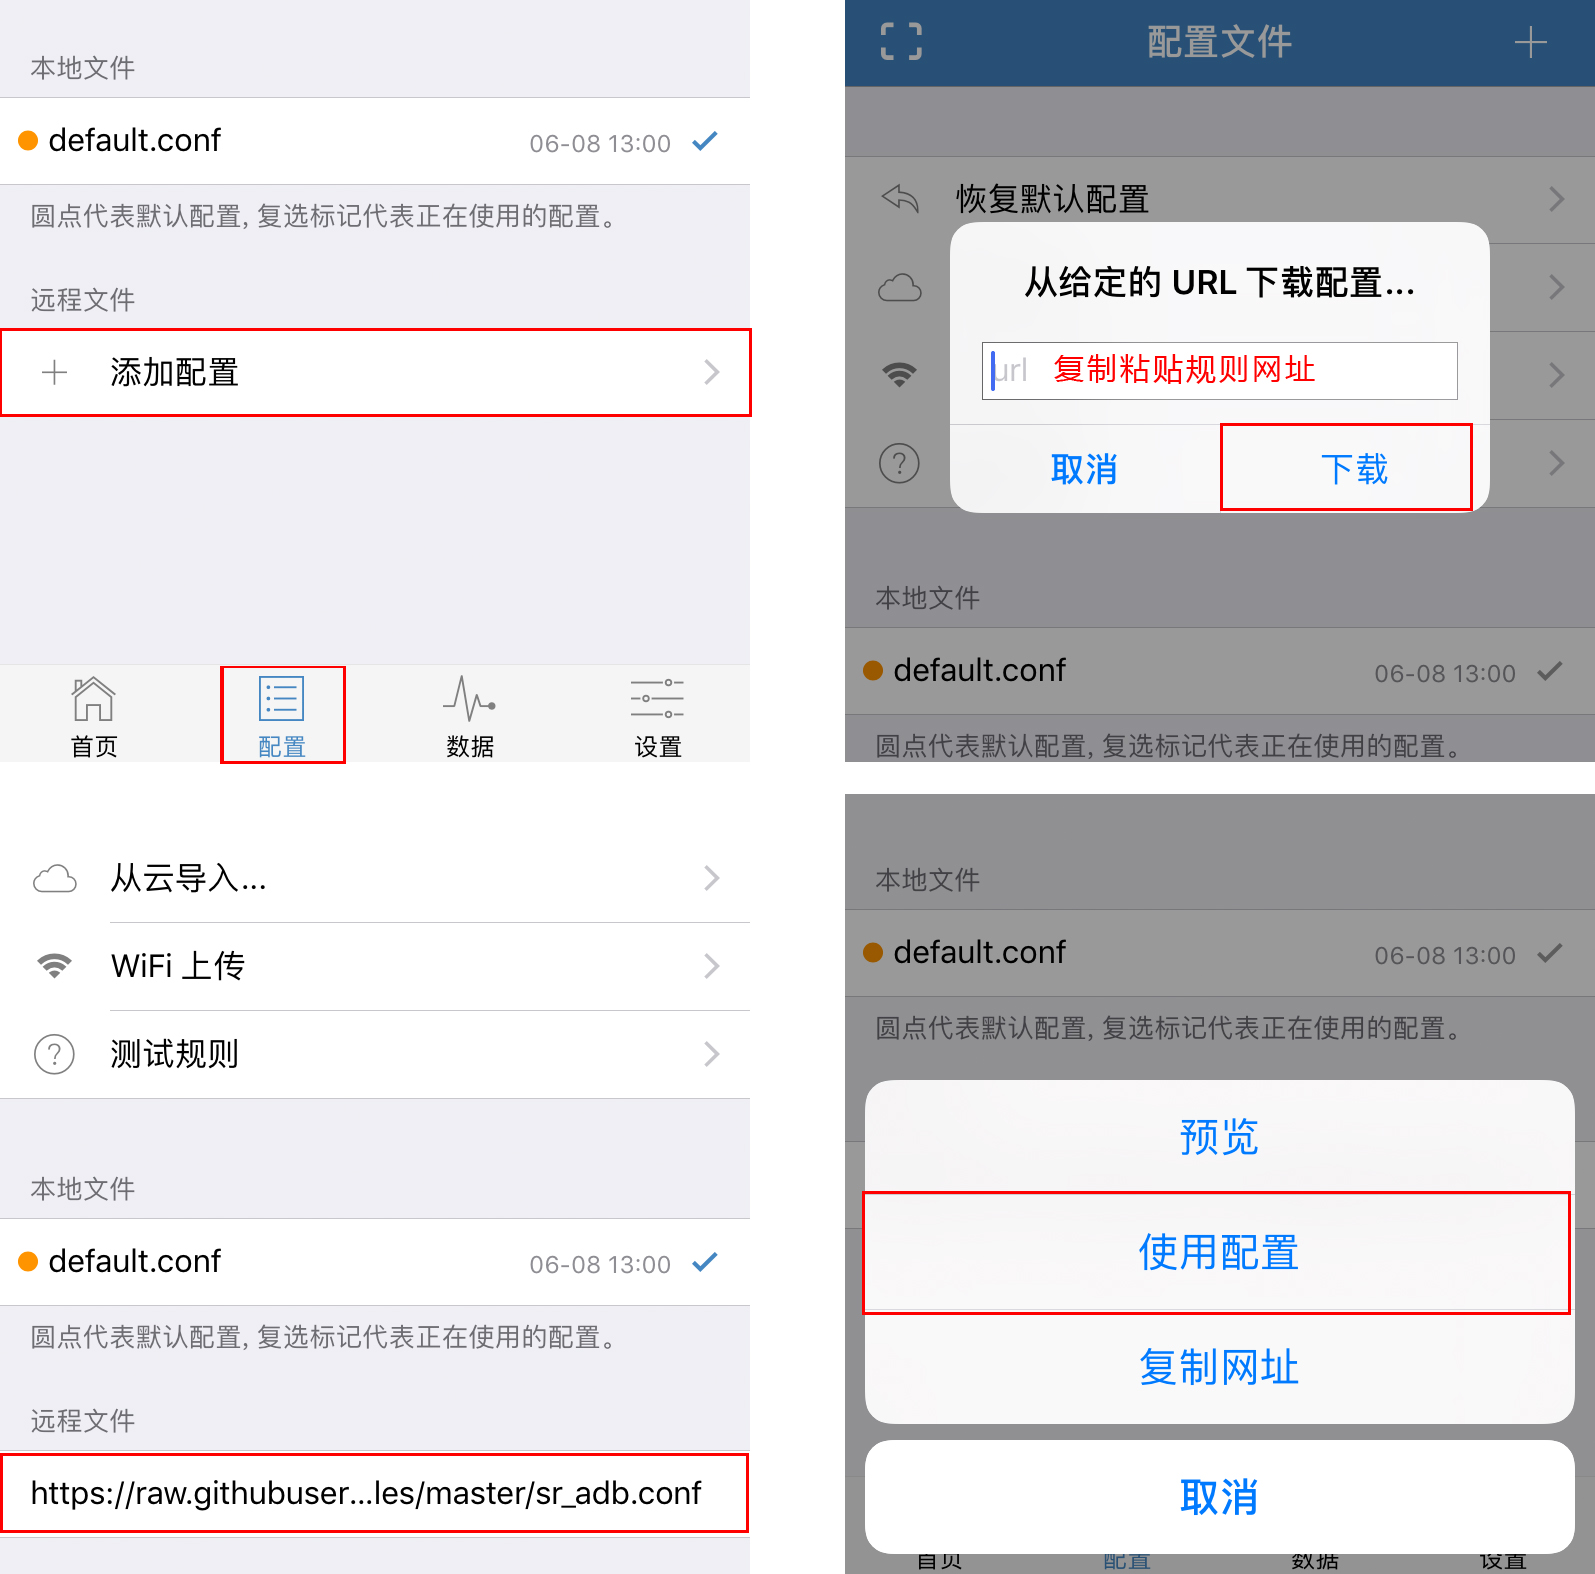 本地文件
default.conf 06-08 13:00
圆点代表默认配置, 复选标记代表正在使用的配置。
远程文件
添加配置
首页 配置 数据 设置
配置文件
恢复默认配置
从给定的 URL 下载配置...
url 复制粘贴规则网址
取消 下载
本地文件
default.conf 06-08 13:00
圆点代表默认配置, 复选标记代表正在使用的配置。
从云导入...
WiFi 上传
? 测试规则
本地文件
default.conf 06-08 13:00
圆点代表默认配置, 复选标记代表正在使用的配置。
远程文件
https://raw.githubuser...les/master/sr_adb.conf
本地文件
default.conf 06-08 13:00
圆点代表默认配置, 复选标记代表正在使用的配置。
预览
使用配置
复制网址
取消
首页 配置 数据 设置